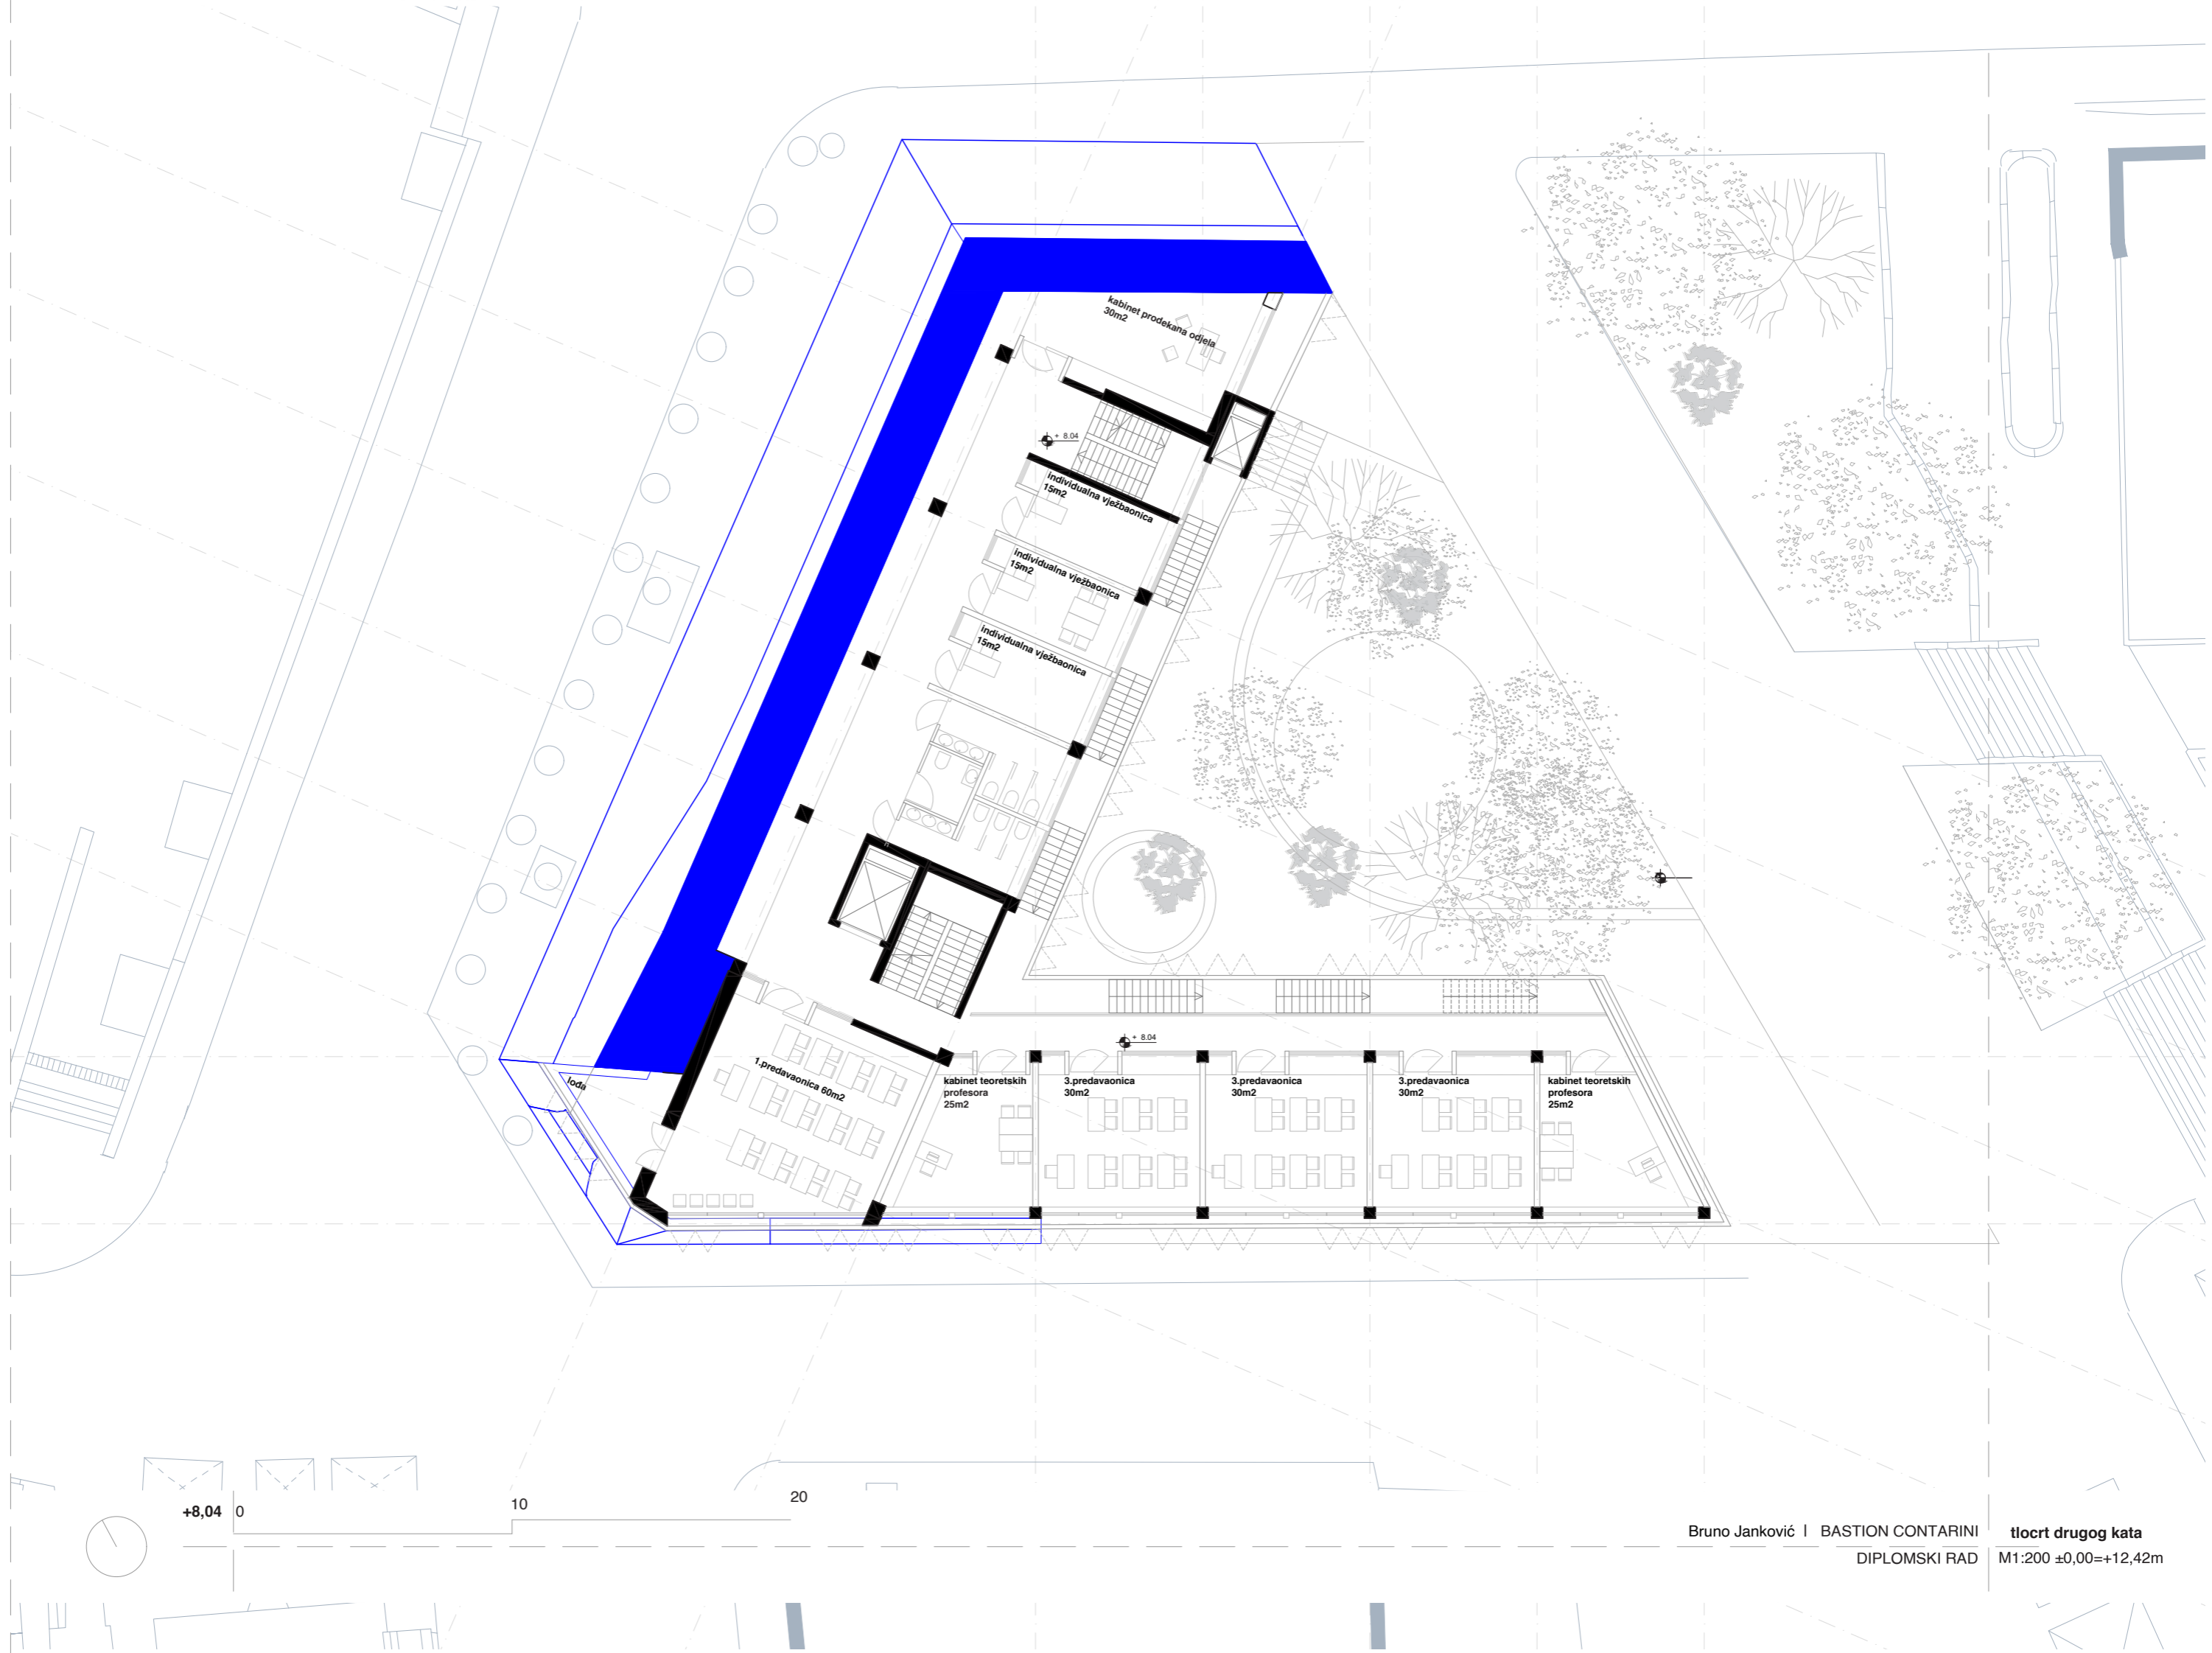 kabinet prodekana odjela
30m2
+ 8.04
individualna vježbaonica
15m2
individualna vježbaonica
15m2
individualna vježbaonica
15m2
+ 8.04
lođa
1.predavaonica 60m2
kabinet teoretskih
profesora
25m2
3.predavaonica
30m2
3.predavaonica
30m2
3.predavaonica
30m2
kabinet teoretskih
profesora
25m2
+8,04 0 10 20
Bruno Janković | BASTION CONTARINI tlocrt drugog kata
DIPLOMSKI RAD M1:200 ±0,00=+12,42m